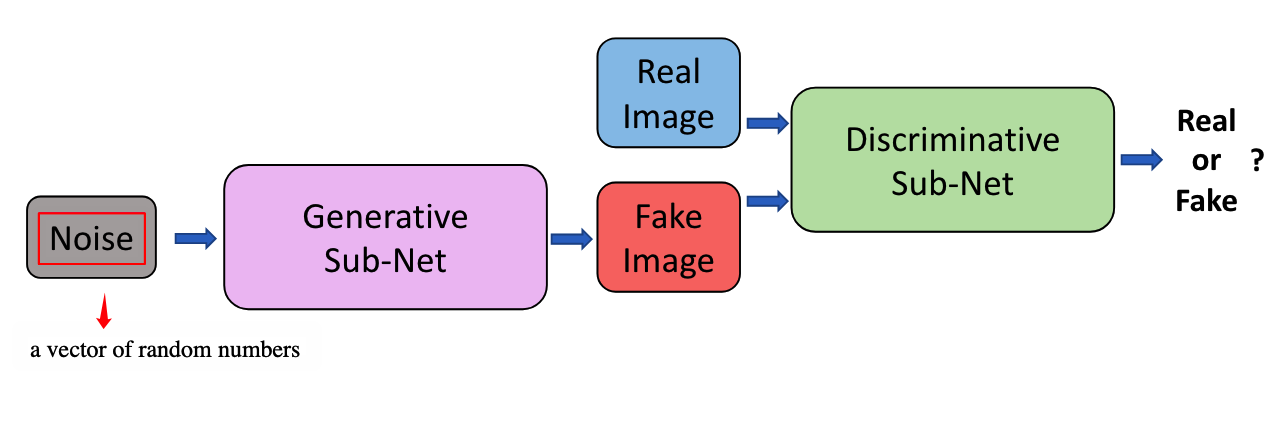 Noise
a vector of random numbers
Generative
Sub-Net
Real
Image
Fake
Image
Discriminative
Sub-Net
Real
or ?
Fake